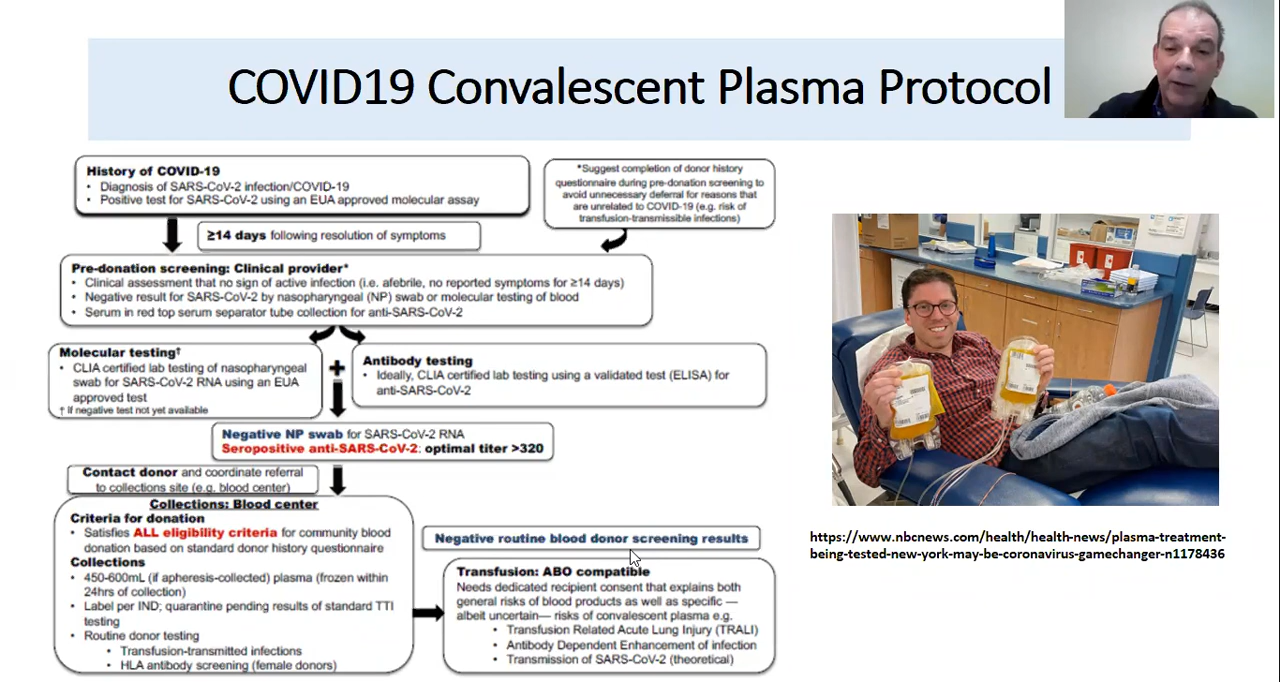 COVID19 Convalescent Plasma Protocol
History of COVID-19
• Diagnosis of SARS-CoV-2 infection/COVID-19
• Positive test for SARS-CoV-2 using an EUA approved molecular assay
*Suggest completion of donor history
questionnaire during pre-donation screening to
avoid unnecessary deferral for reasons that
are unrelated to COVID-19 (e.g. risk of
transfusion-transmissible infections)
≥14 days following resolution of symptoms
Pre-donation screening: Clinical provider*
• Clinical assessment that no sign of active infection (i.e. afebrile, no reported symptoms for ≥14 days)
• Negative result for SARS-CoV-2 by nasopharyngeal (NP) swab or molecular testing of blood
• Serum in red top serum separator tube collection for anti-SARS-CoV-2
Molecular testing†
• CLIA certified lab testing of nasopharyngeal
swab for SARS-CoV-2 RNA using an EUA
approved test
† If negative test not yet available
+
Antibody testing
• Ideally, CLIA certified lab testing using a validated test (ELISA) for
anti-SARS-CoV-2
Negative NP swab for SARS-CoV-2 RNA
Seropositive anti-SARS-CoV-2: optimal titer >320
Contact donor and coordinate referral
to collections site (e.g. blood center)
Collections: Blood center
Criteria for donation
• Satisfies ALL eligibility criteria for community blood
donation based on standard donor history questionnaire
Collections
• 450-600mL (if apheresis-collected) plasma (frozen within
24hrs of collection)
• Label per IND; quarantine pending results of standard TTI
testing
• Routine donor testing
• Transfusion-transmitted infections
• HLA antibody screening (female donors)
Negative routine blood donor screening results
Transfusion: ABO compatible
Needs dedicated recipient consent that explains both
general risks of blood products as well as specific —
albeit uncertain— risks of convalescent plasma e.g.
• Transfusion Related Acute Lung Injury (TRALI)
• Antibody Dependent Enhancement of infection
• Transmission of SARS-CoV-2 (theoretical)
https://www.nbcnews.com/health/health-news/plasma-treatment-
being-tested-new-york-may-be-coronavirus-gamechanger-n1178436